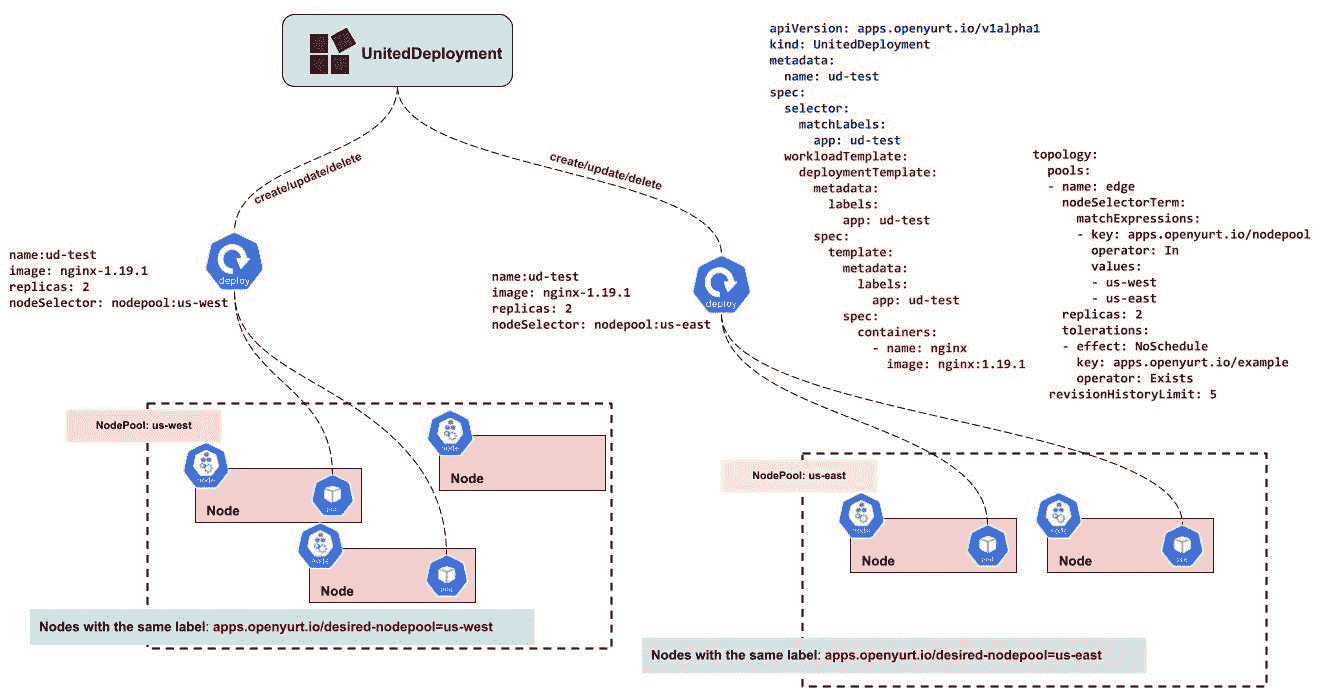 UnitedDeployment
create/update/delete
create/update/delete
name:ud-test
image: nginx-1.19.1
replicas: 2
nodeSelector: nodepool:us-west
deploy
name:ud-test
image: nginx-1.19.1
replicas: 2
nodeSelector: nodepool:us-east
deploy
apiVersion: apps.openyurt.io/v1alpha1
kind: UnitedDeployment
metadata:
name: ud-test
spec:
selector:
matchLabels:
app: ud-test
workloadTemplate:
deploymentTemplate:
metadata:
labels:
app: ud-test
spec:
template:
metadata:
labels:
app: ud-test
spec:
containers:
- name: nginx
image: nginx:1.19.1
topology:
pools:
- name: edge
nodeSelectorTerm:
matchExpressions:
- key: apps.openyurt.io/nodepool
operator: In
values:
- us-west
- us-east
replicas: 2
tolerations:
- effect: NoSchedule
key: apps.openyurt.io/example
operator: Exists
revisionHistoryLimit: 5
NodePool: us-west
node
Node
pod
node
Node
node
Node
pod
Nodes with the same label: apps.openyurt.io/desired-nodepool=us-west
NodePool: us-east
node
Node
pod
node
Node
pod
Nodes with the same label: apps.openyurt.io/desired-nodepool=us-east